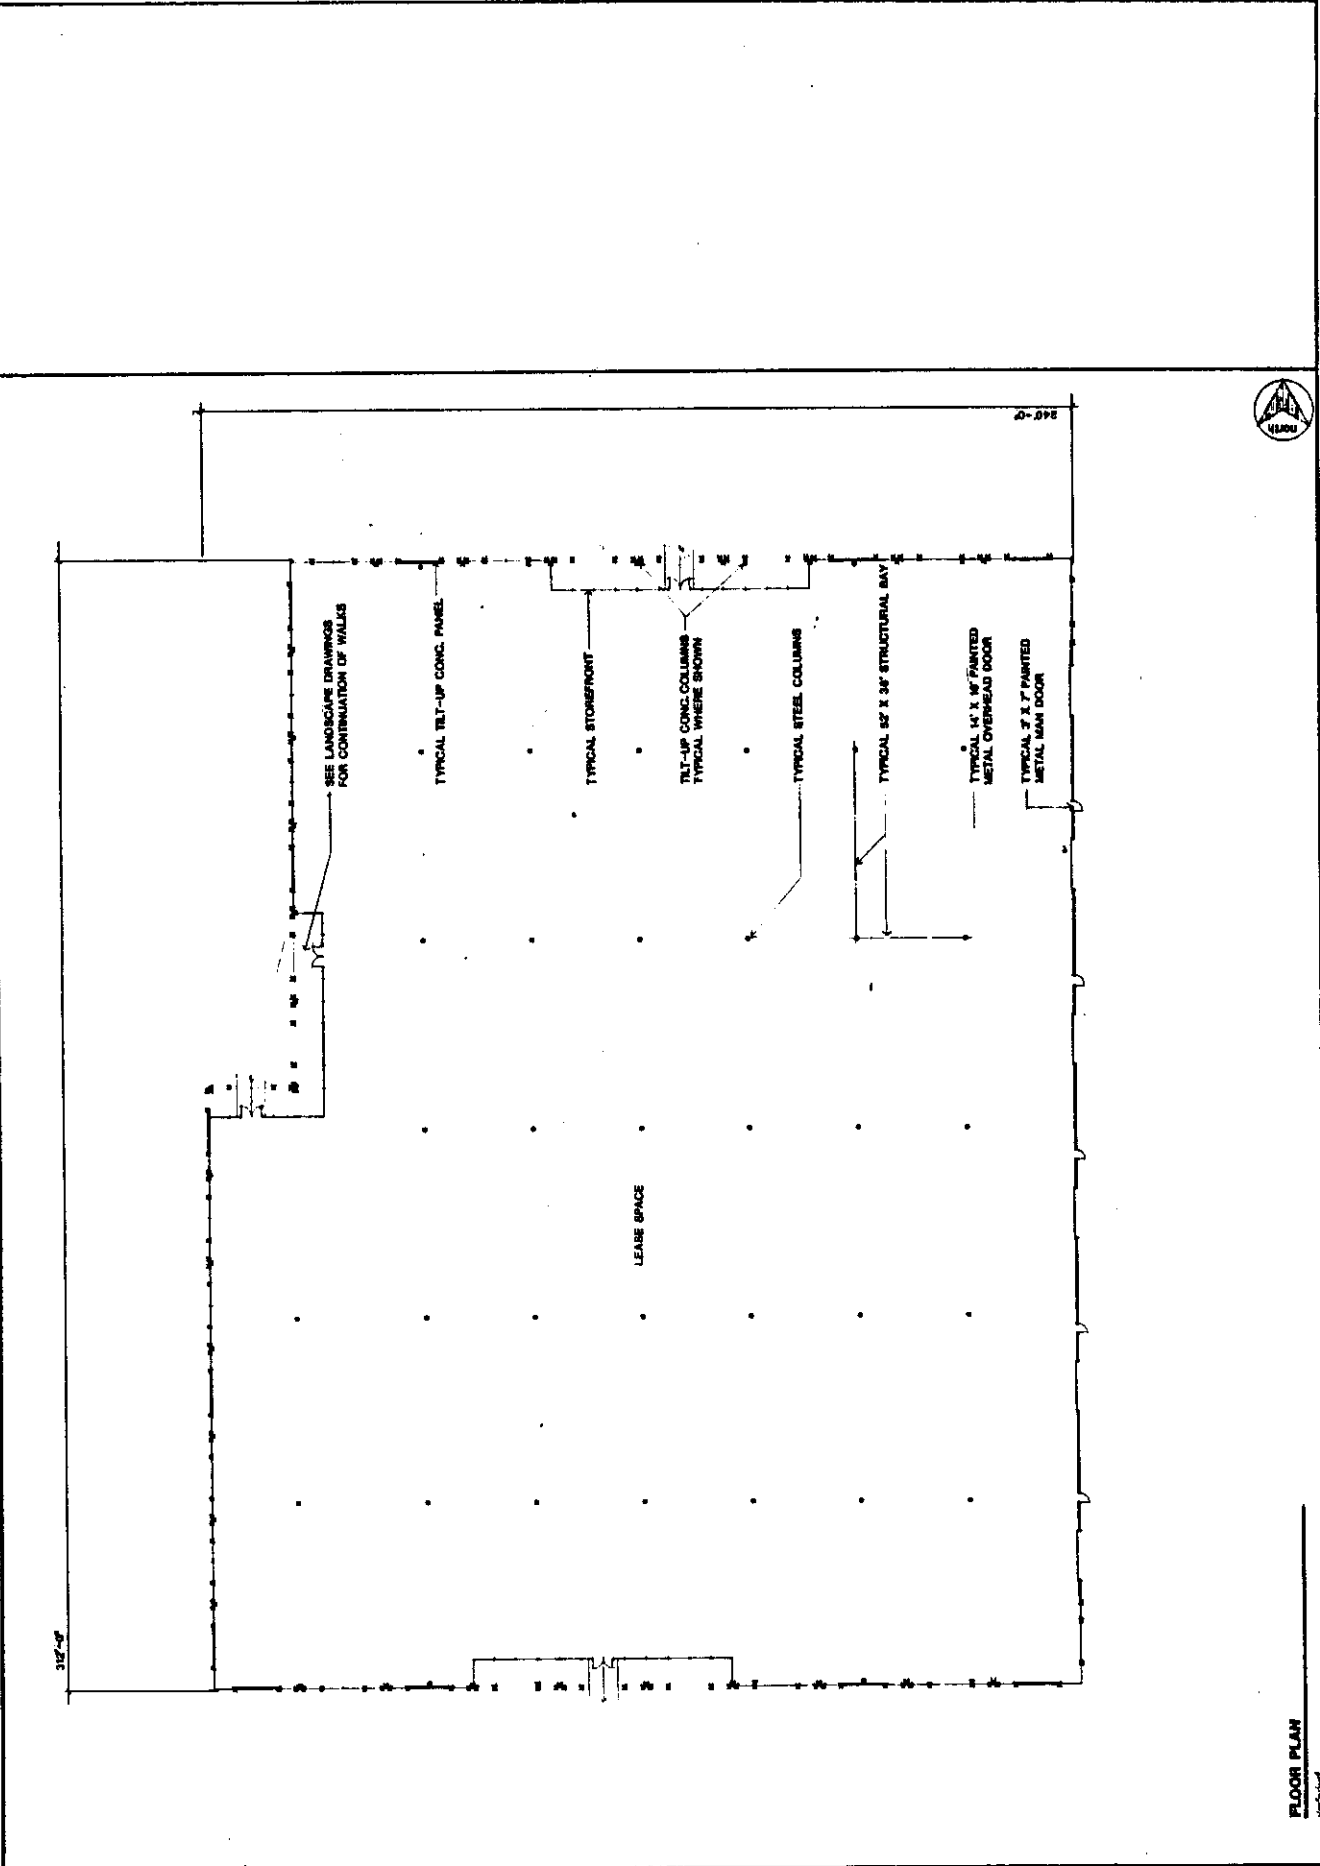 312'-0"
240'-0"
SEE LANDSCAPE DRAWINGS
FOR CONTINUATION OF WALKS
TYPICAL TILT-UP CONC. PANEL
TYPICAL STOREFRONT
TILT-UP CONC. COLUMNS
TYPICAL WHERE SHOWN
TYPICAL STEEL COLUMNS
TYPICAL 52' X 36' STRUCTURAL BAY
TYPICAL 14' X 16' PAINTED
METAL OVERHEAD DOOR
TYPICAL 3' X 7' PAINTED
METAL MAN DOOR
LEASE SPACE
north
FLOOR PLAN